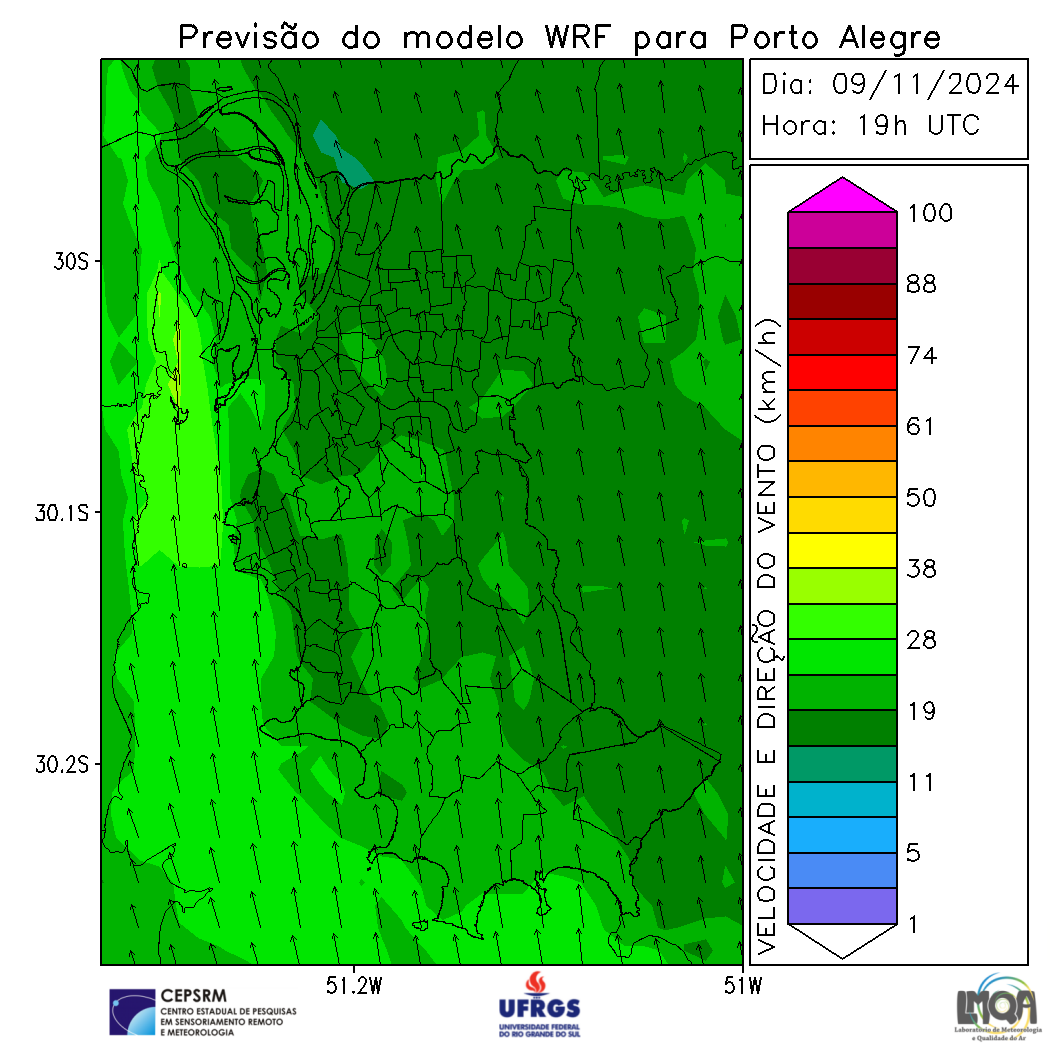 Previsão do modelo WRF para Porto Alegre
Dia: 09/11/2024
Hora: 19h UTC
30S
30.1S
30.2S
51.2W
51W
VELOCIDADE E DIREÇÃO DO VENTO (km/h)
100
88
74
61
50
38
28
19
11
5
1
CEPSRM
CENTRO ESTADUAL DE PESQUISAS
EM SENSORIAMENTO REMOTO
E METEOROLOGIA
UFRGS
UNIVERSIDADE FEDERAL
DO RIO GRANDE DO SUL
LMQA
Laboratório de Meteorologia
e Qualidade do Ar